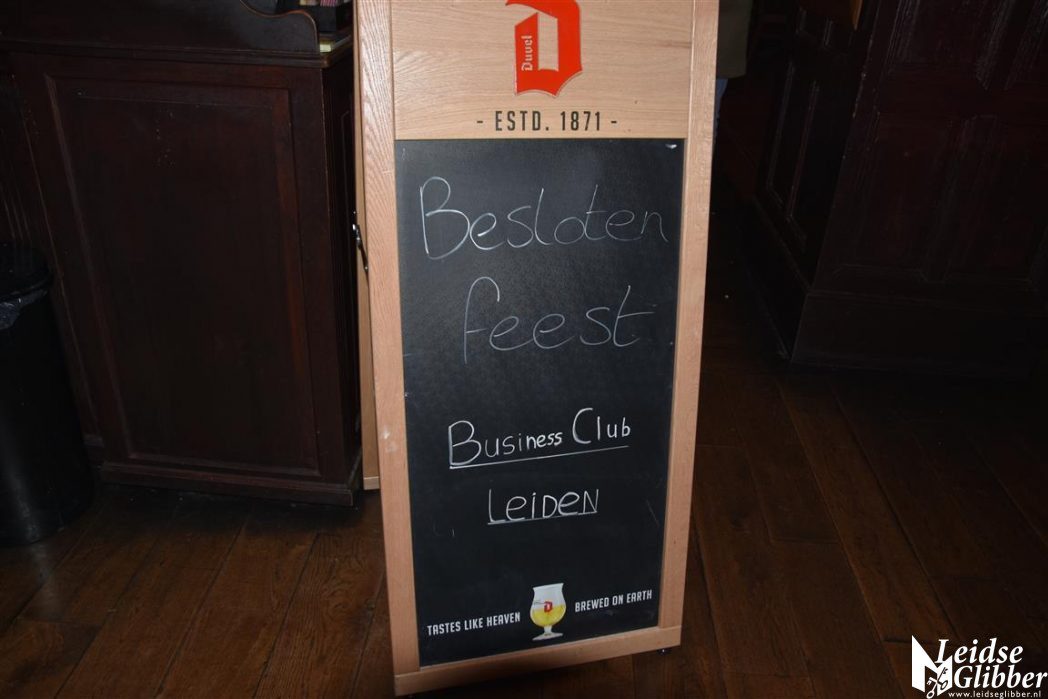 Duvel
- ESTD. 1871 -
Besloten
feest
Business Club
LEIDEN
TASTES LIKE HEAVEN BREWED ON EARTH
Leidse
Glibber
www.leidseglibber.nl